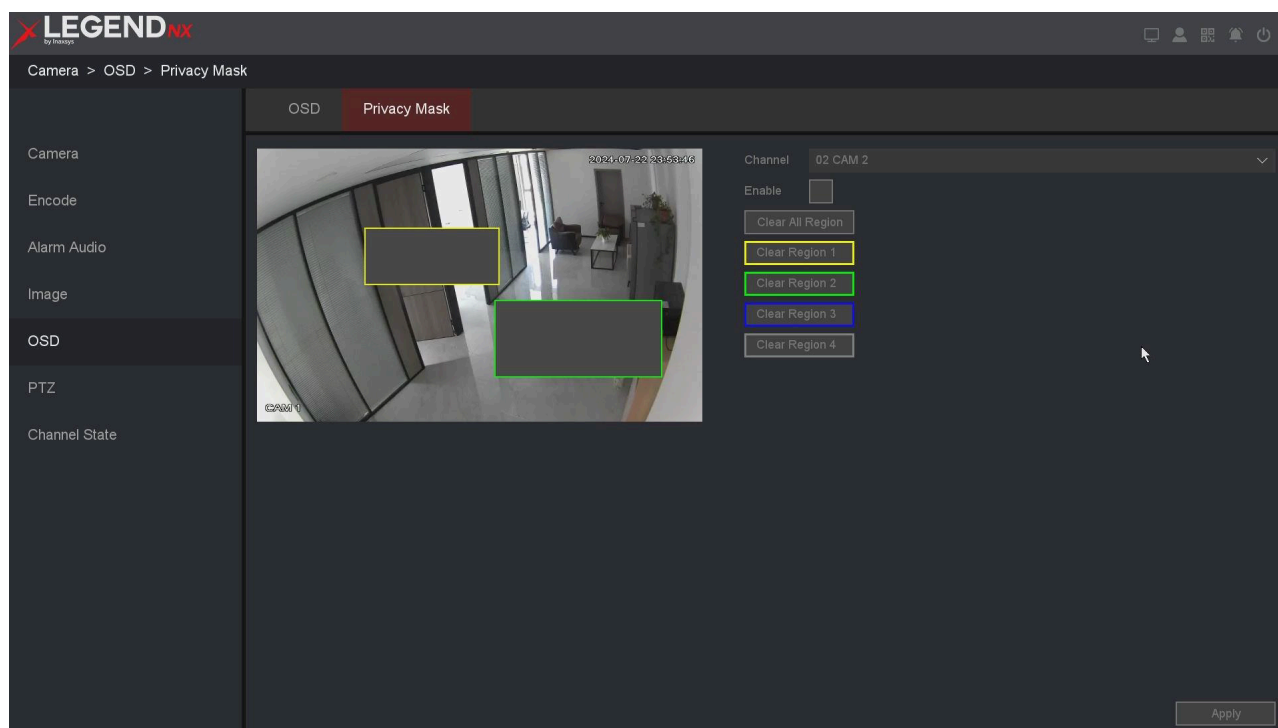 LEGEND NX
by Inaxsys
Camera > OSD > Privacy Mask
OSD
Privacy Mask
Camera
Encode
Alarm Audio
Image
OSD
PTZ
Channel State
2024-07-22 23:53:46
CAM 1
Channel
02 CAM 2
Enable
Clear All Region
Clear Region 1
Clear Region 2
Clear Region 3
Clear Region 4
Apply